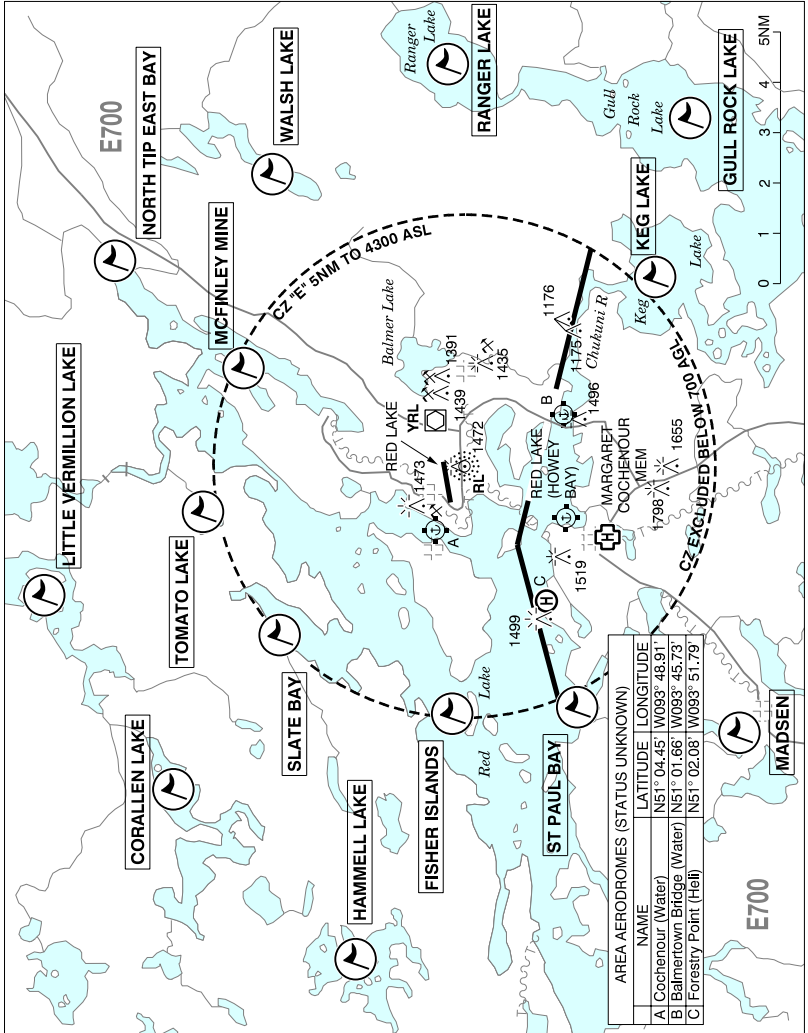 LITTLE VERMILLION LAKE
E700
CORALLEN LAKE
NORTH TIP EAST BAY
TOMATO LAKE
MCFINLEY MINE
WALSH LAKE
SLATE BAY
CZ "E" 5NM TO 4300 ASL
HAMMELL LAKE
Balmer Lake
RED LAKE
YRL
Ranger
Lake
1473
FISHER ISLANDS
A
1391
1439
1472
RL
Red Lake
RANGER LAKE
1435
1499
C
RED LAKE
(HOWEY
BAY)
B
1176
ST PAUL BAY
1519
1175
1496
Chukuni R
MARGARET
COCHENOUR
MEM
H
H
Gull
Rock
Lake
Keg Lake
KEG LAKE
1798
1655
CZ EXCLUDED BELOW 700 AGL
AREA AERODROMES (STATUS UNKNOWN)
NAME LATITUDE LONGITUDE
A Cochenour (Water) N51° 04.45' W093° 48.91'
B Balmertown Bridge (Water) N51° 01.66' W093° 45.73'
C Forestry Point (Heli) N51° 02.08' W093° 51.79'
GULL ROCK LAKE
E700
MADSEN
0 1 2 3 4 5NM